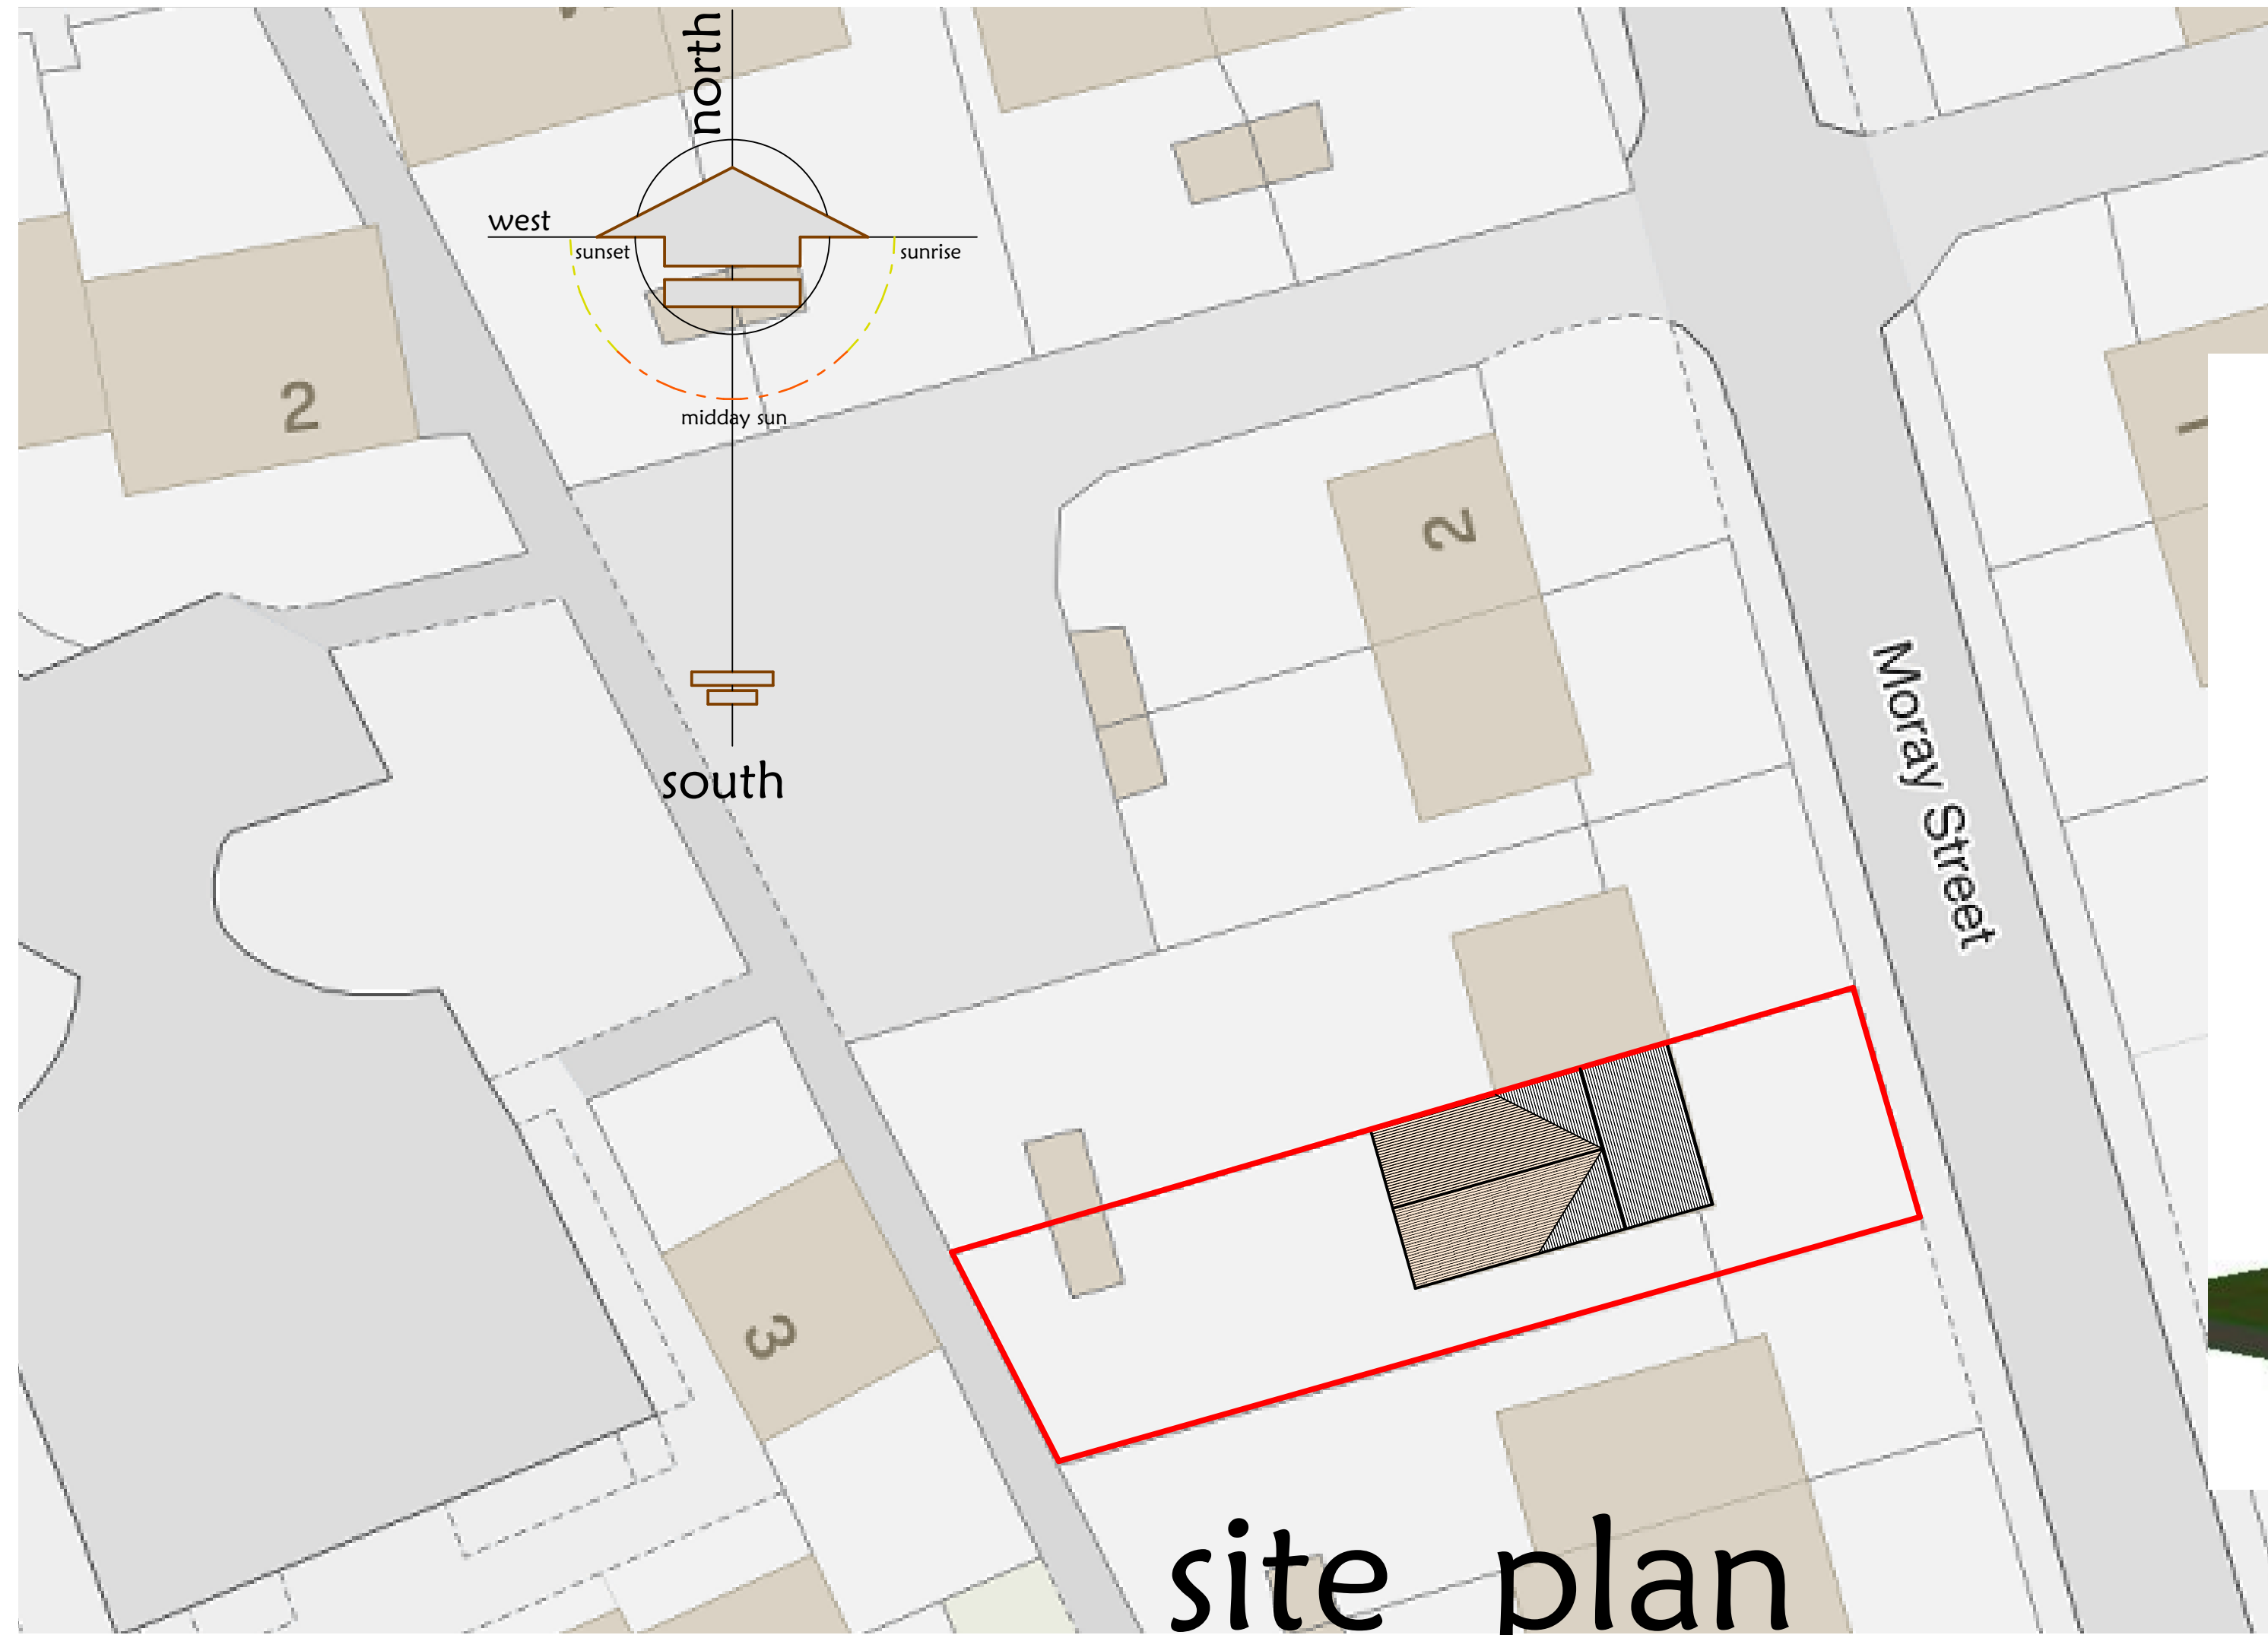 north
west
sunset
sunrise
midday sun
2
2
south
Moray Street
3
site plan